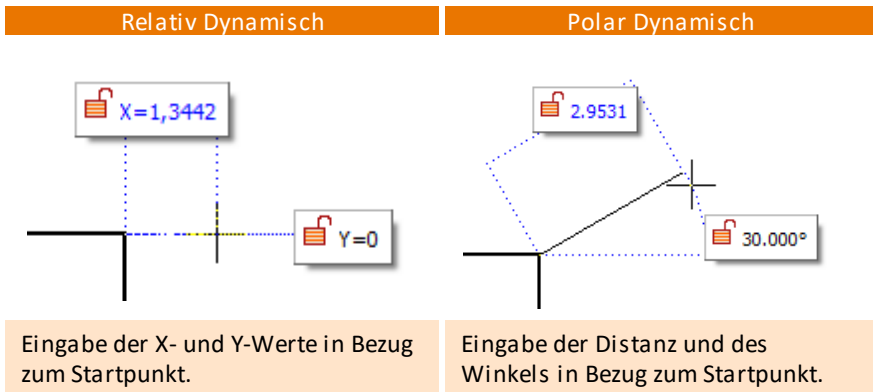 Relativ Dynamisch
Polar Dynamisch
X=1,3442
Y=0
2.9531
30.000°
Eingabe der X- und Y-Werte in Bezug
zum Startpunkt.
Eingabe der Distanz und des
Winkels in Bezug zum Startpunkt.